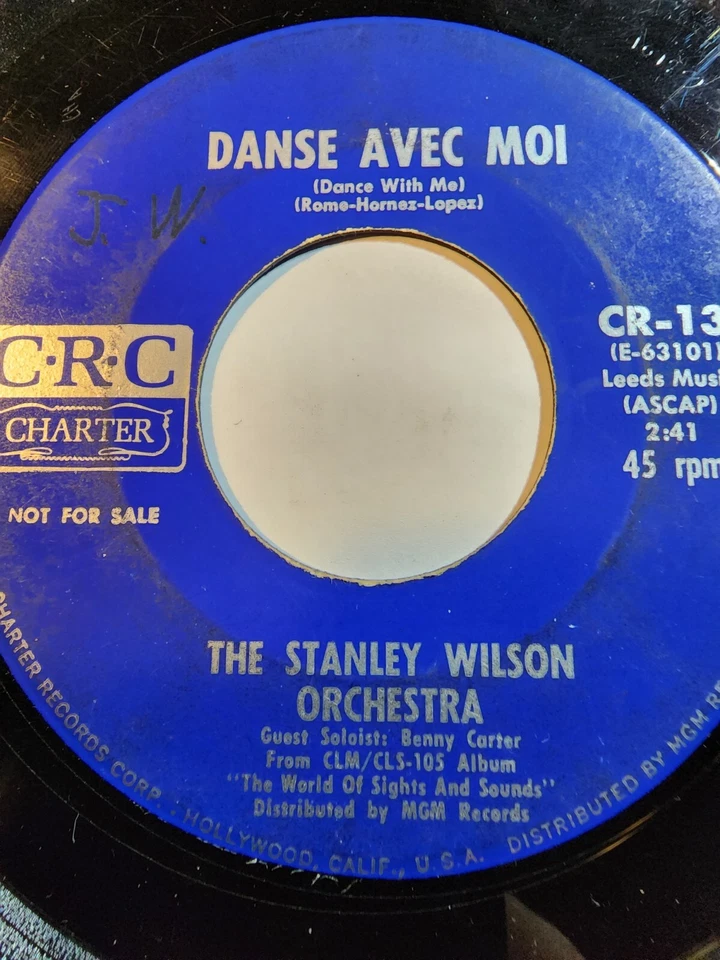 DANSE AVEC MOI
(Dance With Me)
(Rome-Hornez-Lopez)
J. W.
C·R·C
CHARTER
NOT FOR SALE
CR-13
(E-63101)
Leeds Musi
(ASCAP)
2:41
45 rpm
THE STANLEY WILSON
ORCHESTRA
Guest Soloist: Benny Carter
From CLM/CLS-105 Album
"The World Of Sights And Sounds"
Distributed by MGM Records
CHARTER RECORDS CORP. . HOLLYWOOD, CALIF., U.S.A. DISTRIBUTED BY MGM RE